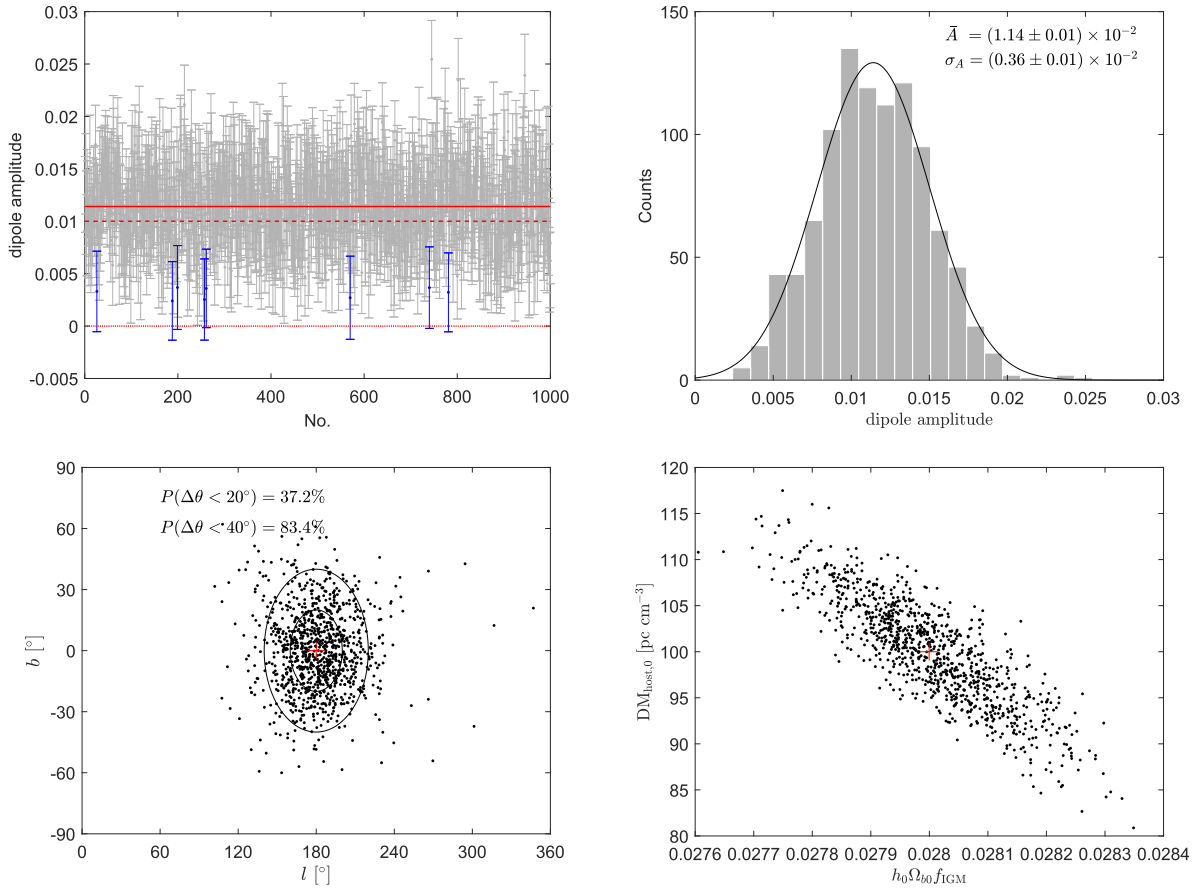 0.03
0.025
0.02
0.015
0.01
0.005
0
-0.005
dipole amplitude
0 200 400 600 800 1000
No.
150
100
50
0
Counts
Ā = (1.14 ± 0.01) × 10⁻²
σ_A = (0.36 ± 0.01) × 10⁻²
0 0.005 0.01 0.015 0.02 0.025 0.03
dipole amplitude
90
60
30
0
-30
-60
-90
b [°]
P(Δθ < 20°) = 37.2%
P(Δθ < 40°) = 83.4%
0 60 120 180 240 300 360
l [°]
120
115
110
105
100
95
90
85
80
DM_host,0 [pc cm⁻³]
0.0276 0.0277 0.0278 0.0279 0.028 0.0281 0.0282 0.0283 0.0284
h₀Ω_b0 f_IGM